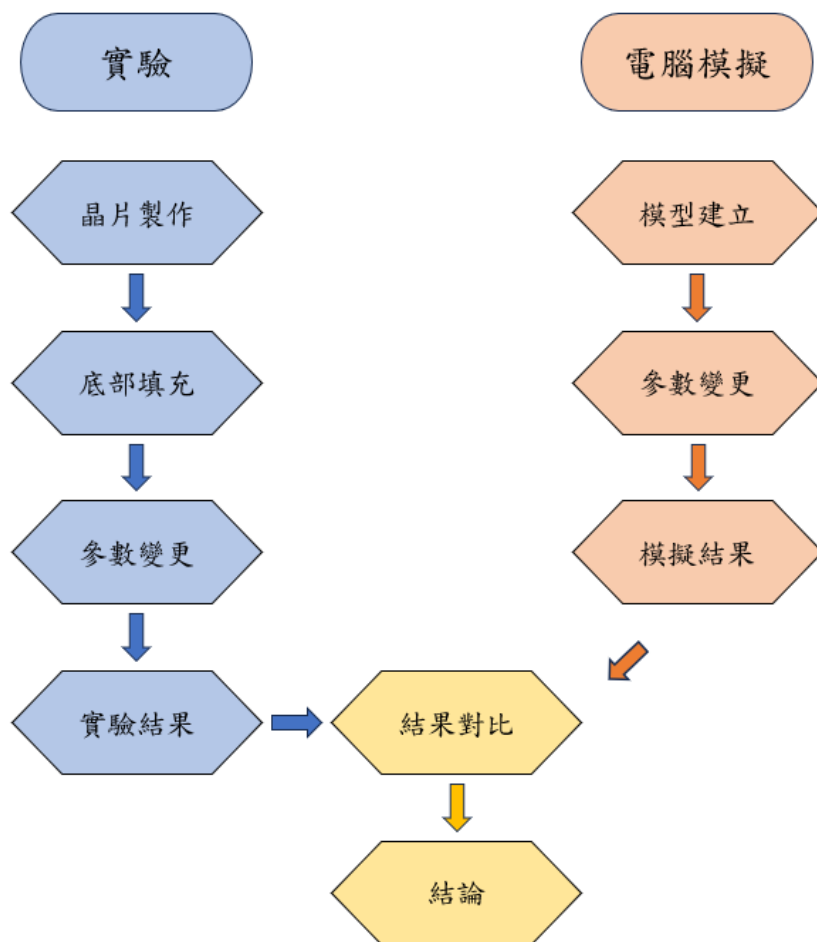 實驗
電腦模擬
晶片製作
模型建立
底部填充
參數變更
參數變更
模擬結果
實驗結果
結果對比
結論